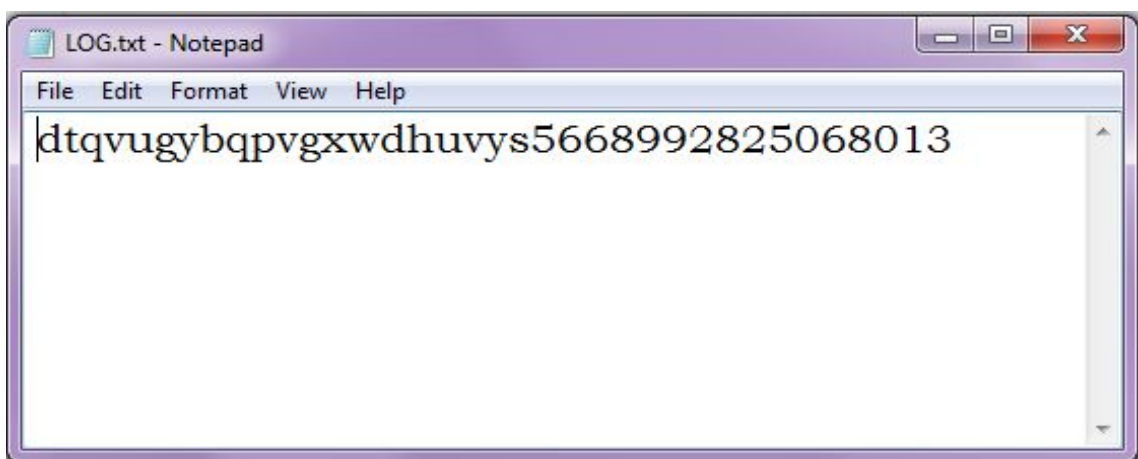 LOG.txt - Notepad
File Edit Format View Help
dtqvugybqpvgxwdhuvys5668992825068013